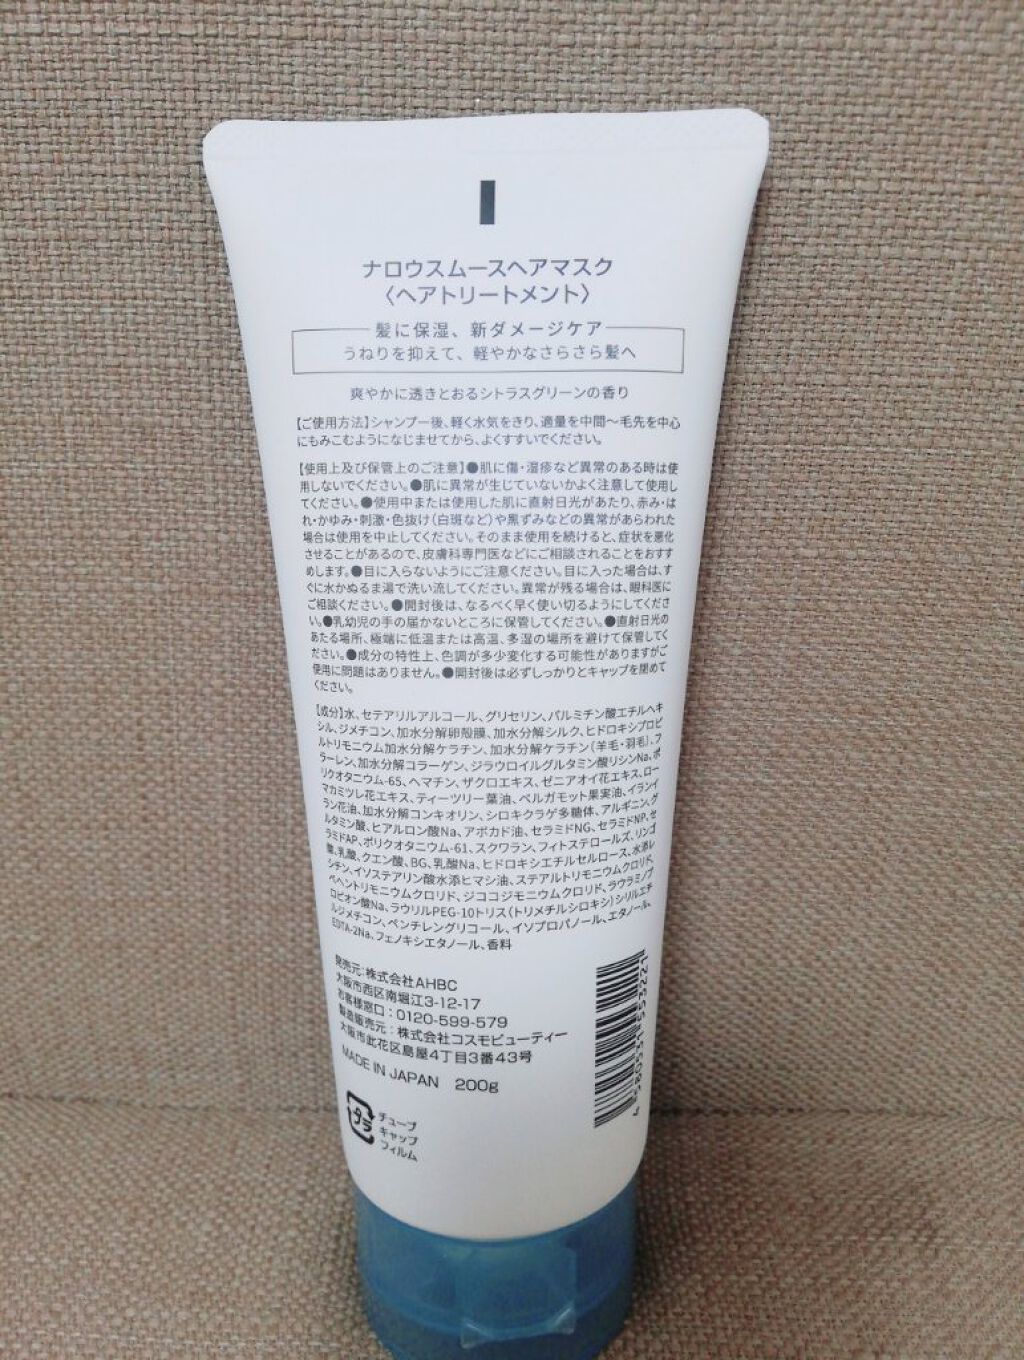 ナロウスムースヘアマスク
〈ヘアトリートメント〉
髪に保湿、新ダメージケア
うねりを抑えて、軽やかなさらさら髪へ
爽やかに透きとおるシトラスグリーンの香り
【ご使用方法】シャンプー後、軽く水気をきり、適量を中間〜毛先を中心
にもみこむようになじませてから、よくすすいでください。
【使用上及び保管上のご注意】●肌に傷・湿疹など異常のある時は使
用しないでください。●肌に異常が生じていないかよく注意して使用し
てください。●使用中または使用した肌に直射日光があたり、赤み・は
れ・かゆみ・刺激・色抜け(白斑など)や黒ずみなどの異常があらわれた
場合は使用を中止してください。そのまま使用を続けると、症状を悪化
させることがあるので、皮膚科専門医などにご相談されることをおすす
めします。●目に入らないようにご注意ください。目に入った場合は、す
ぐに水かぬるま湯で洗い流してください。異常が残る場合は、眼科医に
ご相談ください。●開封後は、なるべく早く使い切るようにしてくださ
い。●乳幼児の手の届かないところに保管してください。●直射日光の
あたる場所、極端に低温または高温、多湿の場所を避けて保管してく
ださい。●成分の特性上、色調が多少変化する可能性がありますがご
使用に問題はありません。●開封後は必ずしっかりとキャップを閉めて
ください。
【成分】水、セテアリルアルコール、グリセリン、パルミチン酸エチルヘキ
シル、ジメチコン、加水分解卵殻膜、加水分解シルク、ヒドロキシプロピ
ルトリモニウム加水分解ケラチン、加水分解ケラチン(羊毛・羽毛)、フ
ラーレン、加水分解コラーゲン、ジラウロイルグルタミン酸リシンNa、ポ
リクオタニウム-65、ヘマチン、ザクロエキス、ゼニアオイ花エキス、ロー
マカミツレ花エキス、ティーツリー葉油、ベルガモット果実油、イランイ
ラン花油、加水分解コンキオリン、シロキクラゲ多糖体、アルギニン、グ
ルタミン酸、ヒアルロン酸Na、アボカド油、セラミドNG、セラミドNP、セ
ラミドAP、ポリクオタニウム-61、スクワラン、フィトステロールズ、リンゴ
酸、乳酸、クエン酸、BG、乳酸Na、ヒドロキシエチルセルロース、水添レ
シチン、イソステアリン酸水添ヒマシ油、ステアルトリモニウムクロリド、
ベヘントリモニウムクロリド、ジココジモニウムクロリド、ラウラミノプ
ロピオン酸Na、ラウリルPEG-10トリス(トリメチルシロキシ)シリルエチ
ルジメチコン、ペンチレングリコール、イソプロパノール、エタノール、
EDTA-2Na、フェノキシエタノール、香料
発売元：株式会社AHBC
大阪市西区南堀江3-12-17
お客様窓口：0120-599-579
製造販売元：株式会社コスモビューティー
大阪市此花区島屋4丁目3番43号
MADE IN JAPAN 200g
プラ
チューブ
キャップ
フィルム